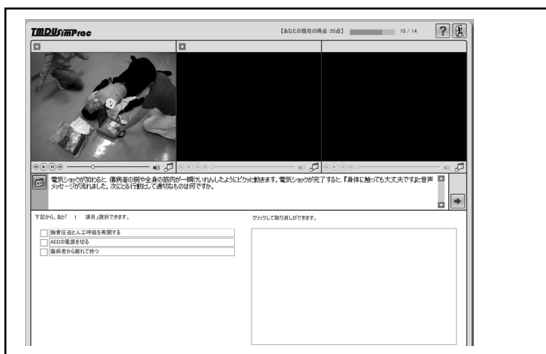 TMDUSimPrac
【あなたの現在の得点 20点】 10 / 14
電気ショックが加わると、傷病者の腕や全身の筋肉が一瞬けいれんしたようにビクッと動きます。電気ショックが完了すると、『身体に触っても大丈夫です』と音声
メッセージが流れました。次にとる行動として適切なものは何ですか。
下記から、あと「 1 項目」選択できます。
クリックして取り消しができます。
胸骨圧迫と人工呼吸を再開する
AEDの電源を切る
傷病者から離れて待つ